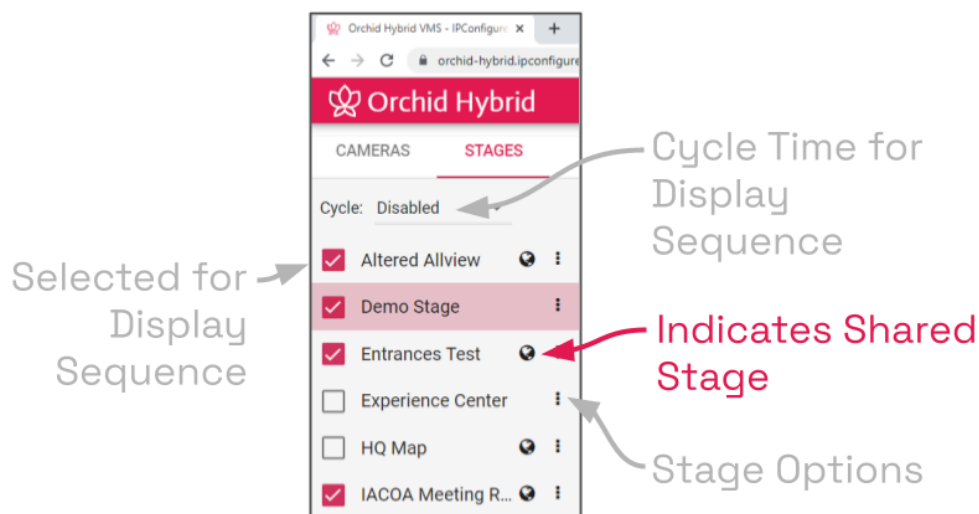 Orchid Hybrid VMS - IPConfigure
orchid-hybrid.ipconfigure
Orchid Hybrid
CAMERAS STAGES
Cycle: Disabled
Altered Allview
Demo Stage
Entrances Test
Experience Center
HQ Map
IACOA Meeting R...
Selected for
Display
Sequence
Cycle Time for
Display
Sequence
Indicates Shared
Stage
Stage Options